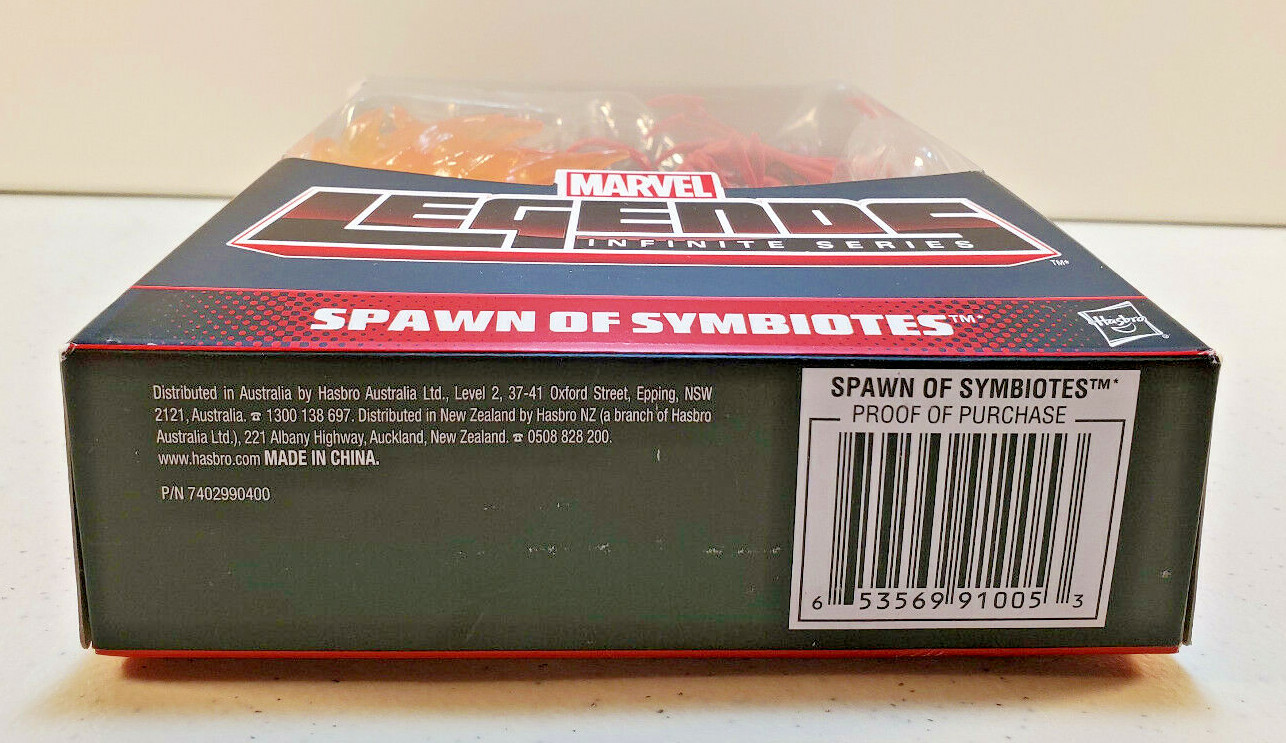 MARVEL
LEGENDS
INFINITE SERIES
TM*
SPAWN OF SYMBIOTES™*
Hasbro
®
Distributed in Australia by Hasbro Australia Ltd., Level 2, 37-41 Oxford Street, Epping, NSW
2121, Australia. ☎ 1300 138 697. Distributed in New Zealand by Hasbro NZ (a branch of Hasbro
Australia Ltd.), 221 Albany Highway, Auckland, New Zealand. ☎ 0508 828 200.
www.hasbro.com MADE IN CHINA.
P/N 7402990400
SPAWN OF SYMBIOTES™*
PROOF OF PURCHASE
6 53569 91005 3